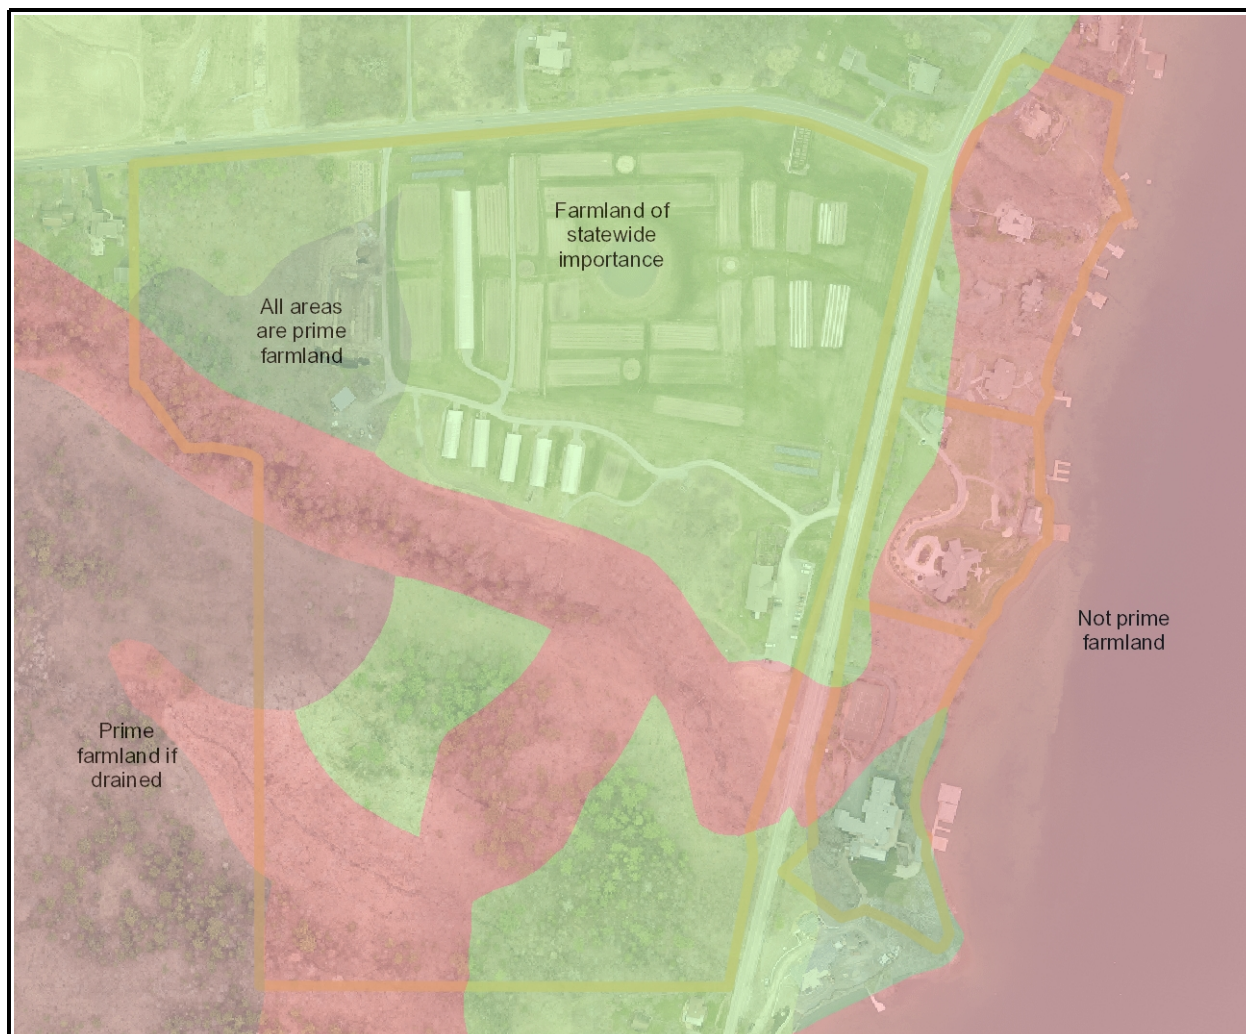 Farmland of
statewide
importance
All areas
are prime
farmland
Not prime
farmland
Prime
farmland if
drained